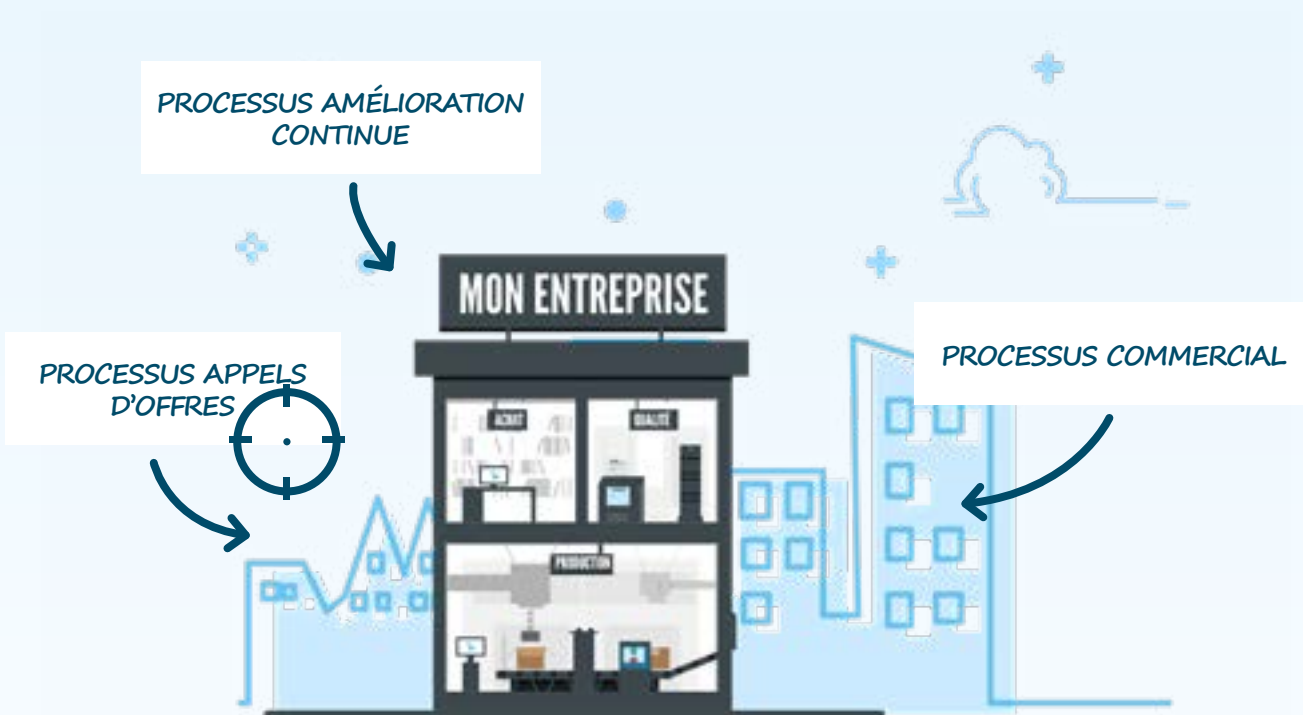 PROCESSUS AMÉLIORATION
CONTINUE
MON ENTREPRISE
PROCESSUS APPELS
D'OFFRES
PROCESSUS COMMERCIAL
ACHAT
QUALITÉ
PRODUCTION